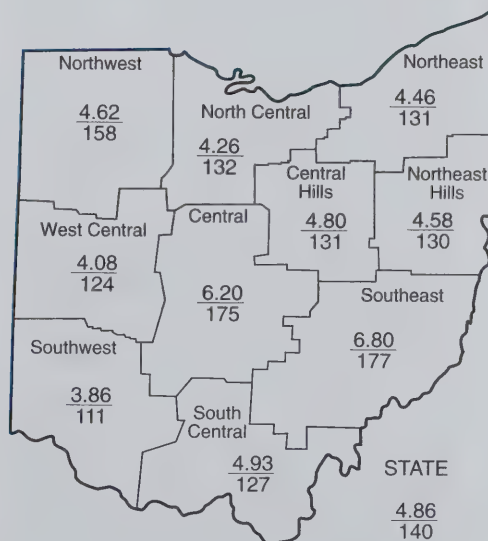 Northwest
4.62
158
North Central
4.26
132
Northeast
4.46
131
Central
Hills
4.80
131
Northeast
Hills
4.58
130
West Central
4.08
124
Central
6.20
175
Southeast
6.80
177
Southwest
3.86
111
South
Central
4.93
127
STATE
4.86
140